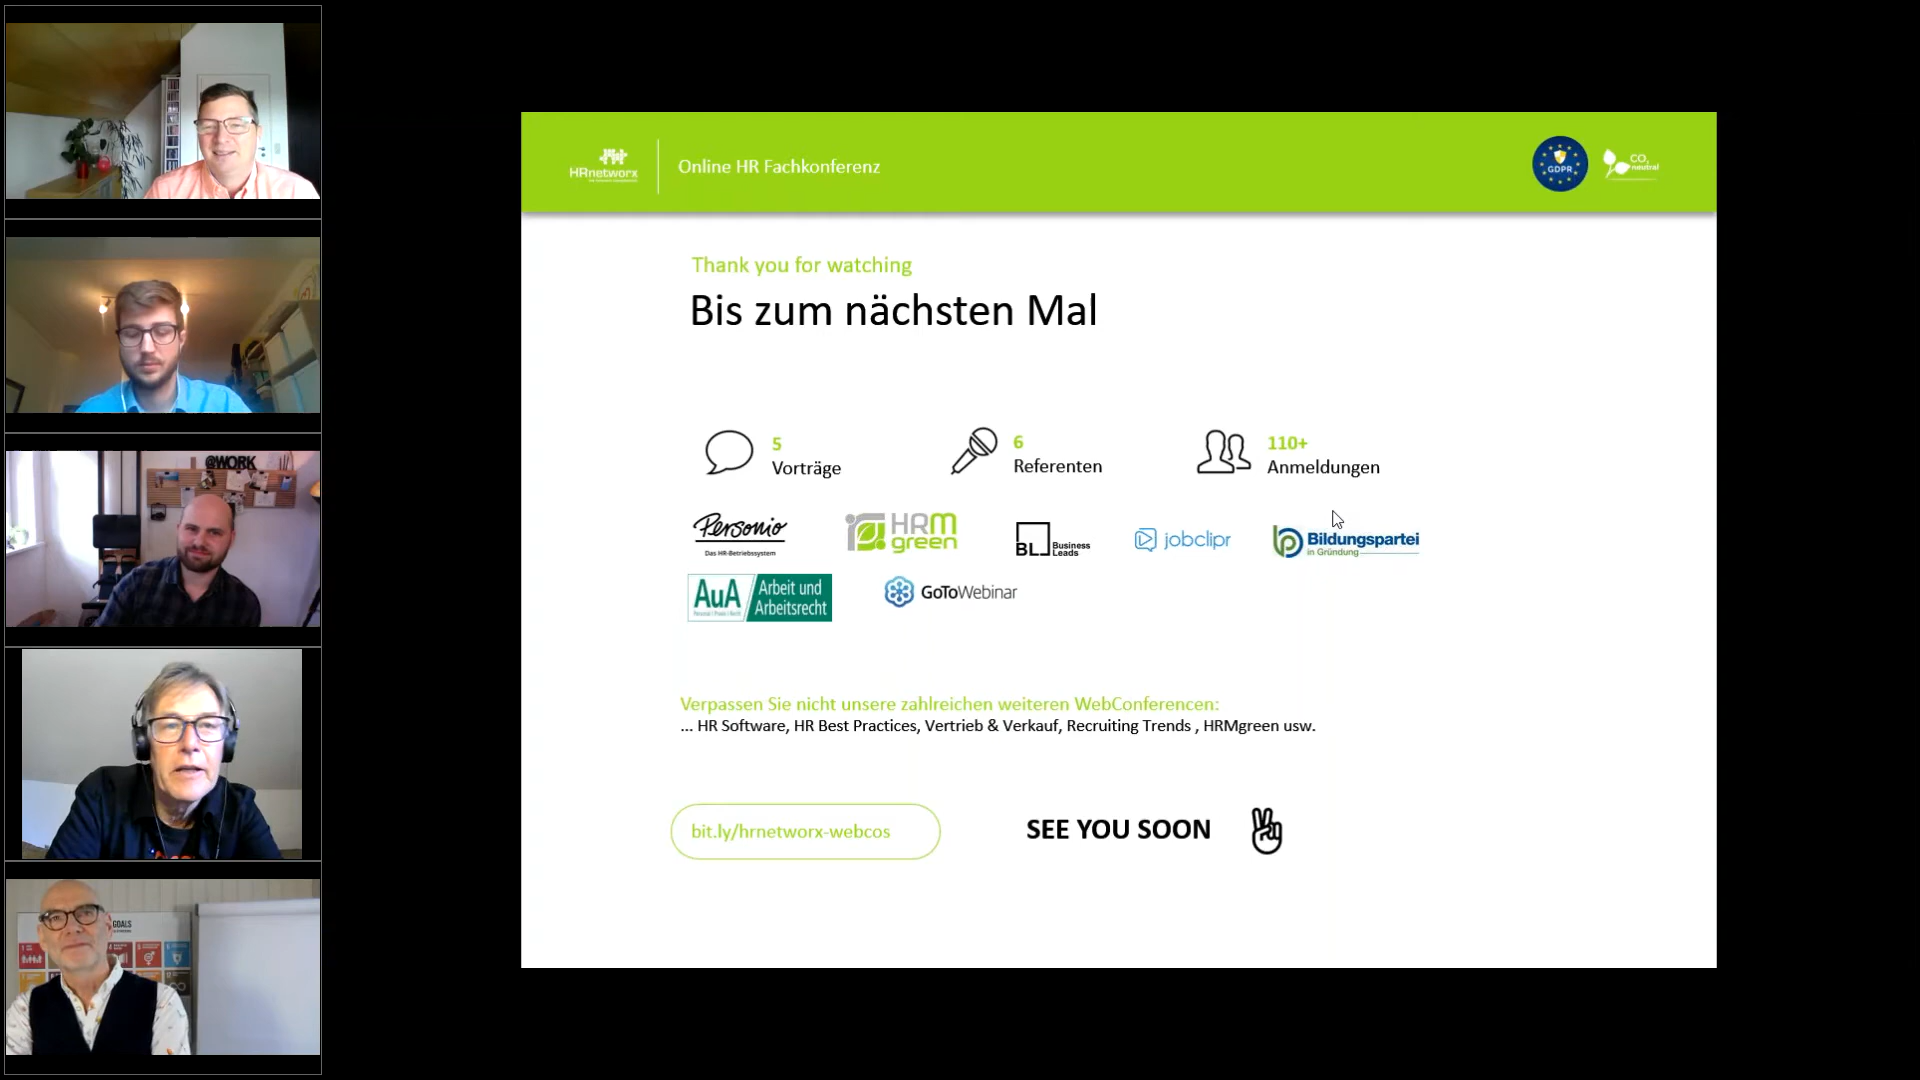 @WORK
GOALS
HRnetworx
Online HR Fachkonferenz
GDPR
CO2
neutral
Thank you for watching
Bis zum nächsten Mal
5
Vorträge
6
Referenten
110+
Anmeldungen
Personio
Das HR-Betriebssystem
HRM
green
BL
Business
Leads
jobclipr
Bildungspartei
in Gründung
AuA
Arbeit und
Arbeitsrecht
GoToWebinar
Verpassen Sie nicht unsere zahlreichen weiteren WebConferencen:
... HR Software, HR Best Practices, Vertrieb & Verkauf, Recruiting Trends , HRMgreen usw.
bit.ly/hrnetworx-webcos
SEE YOU SOON